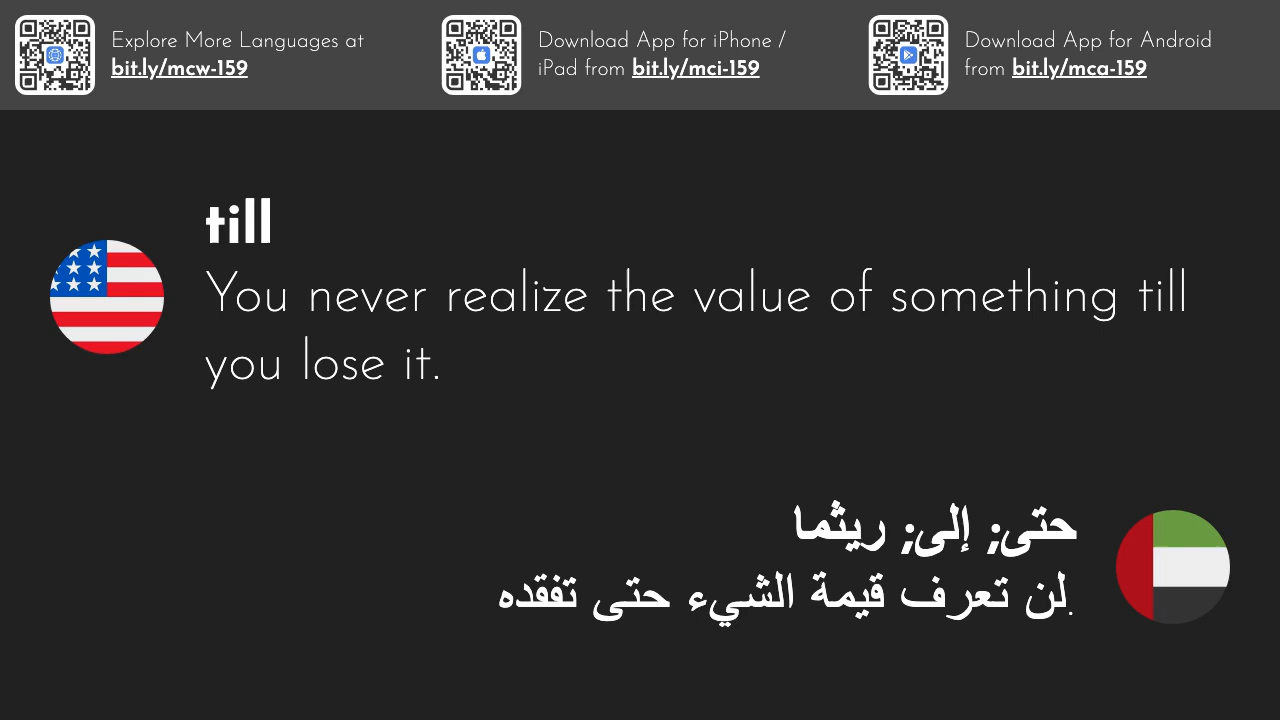 Explore More Languages at
bit.ly/mcw-159
Download App for iPhone /
iPad from bit.ly/mci-159
Download App for Android
from bit.ly/mca-159
till
You never realize the value of something till
you lose it.
حتى; إلى; ريثما
لن تعرف قيمة الشيء حتى تفقده.